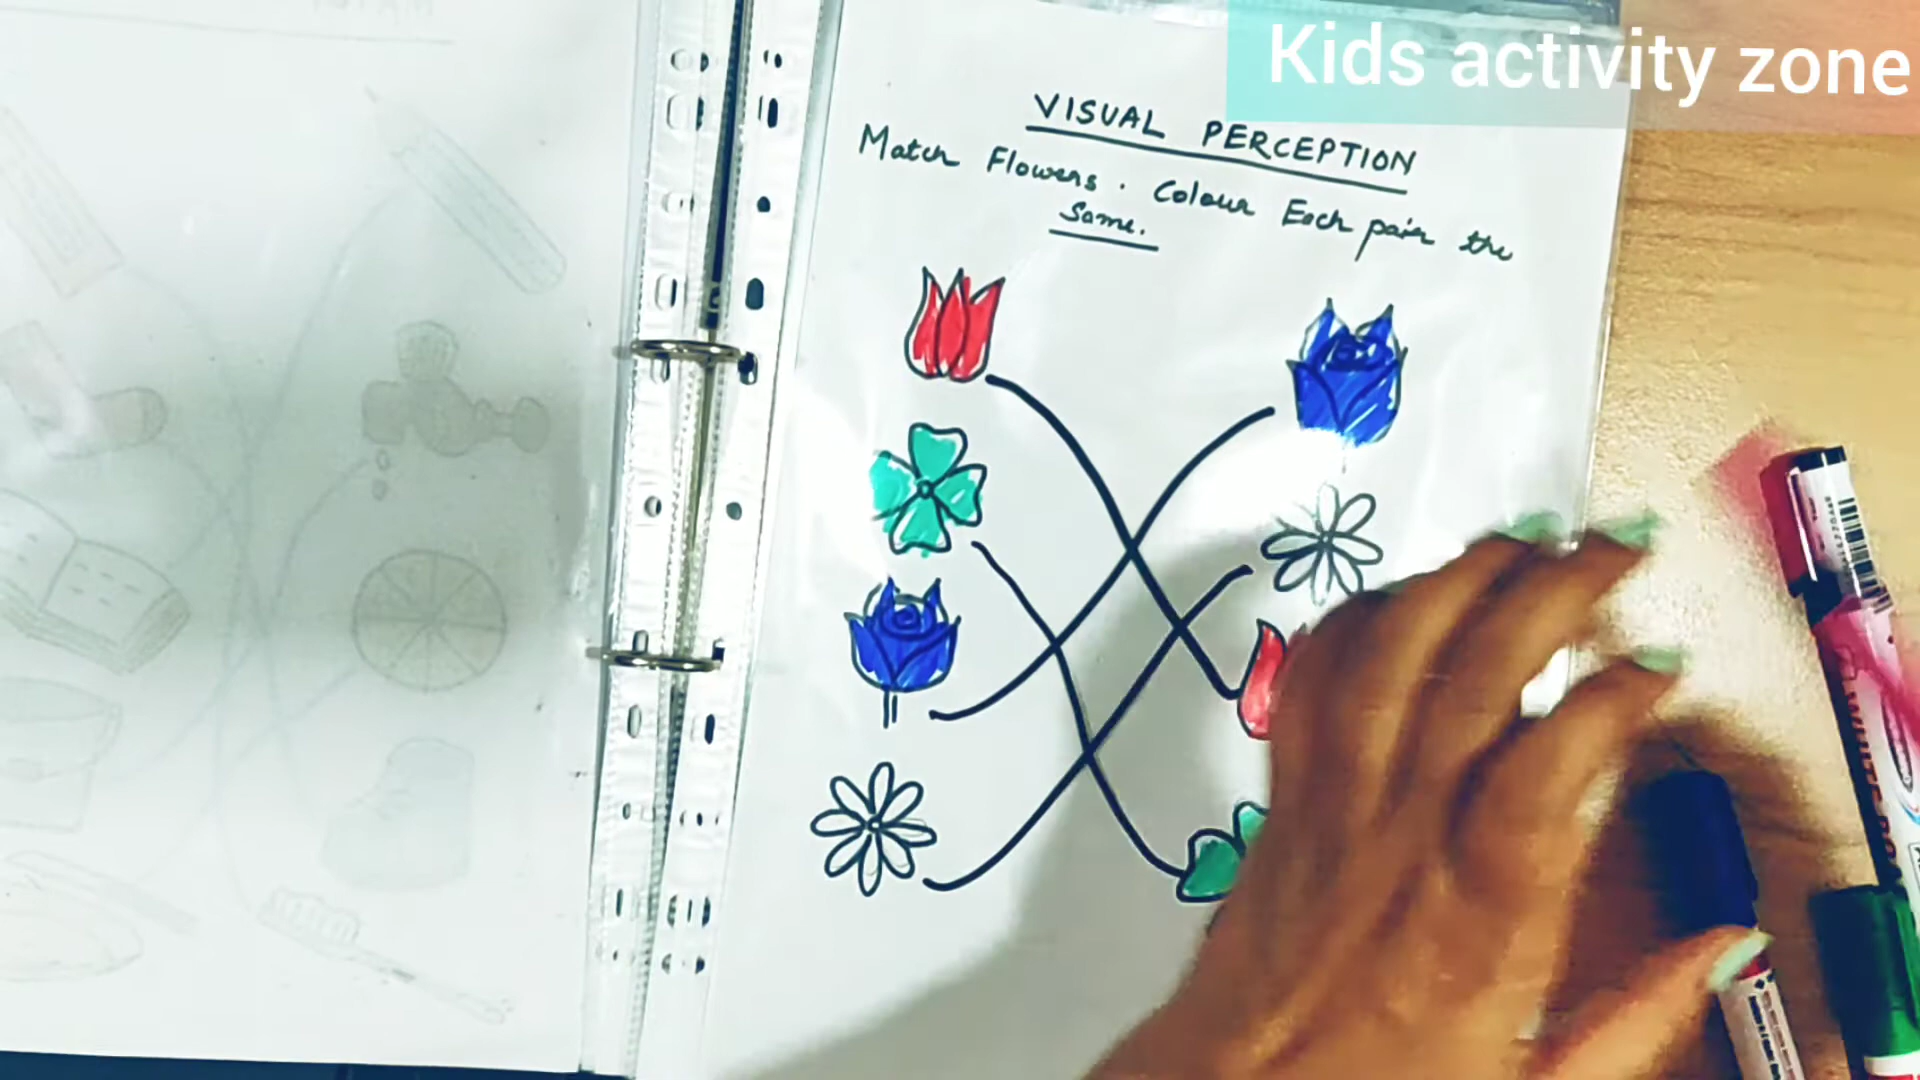 Kids activity zone
VISUAL PERCEPTION
Match Flowers. Colour Each pair the
Same.